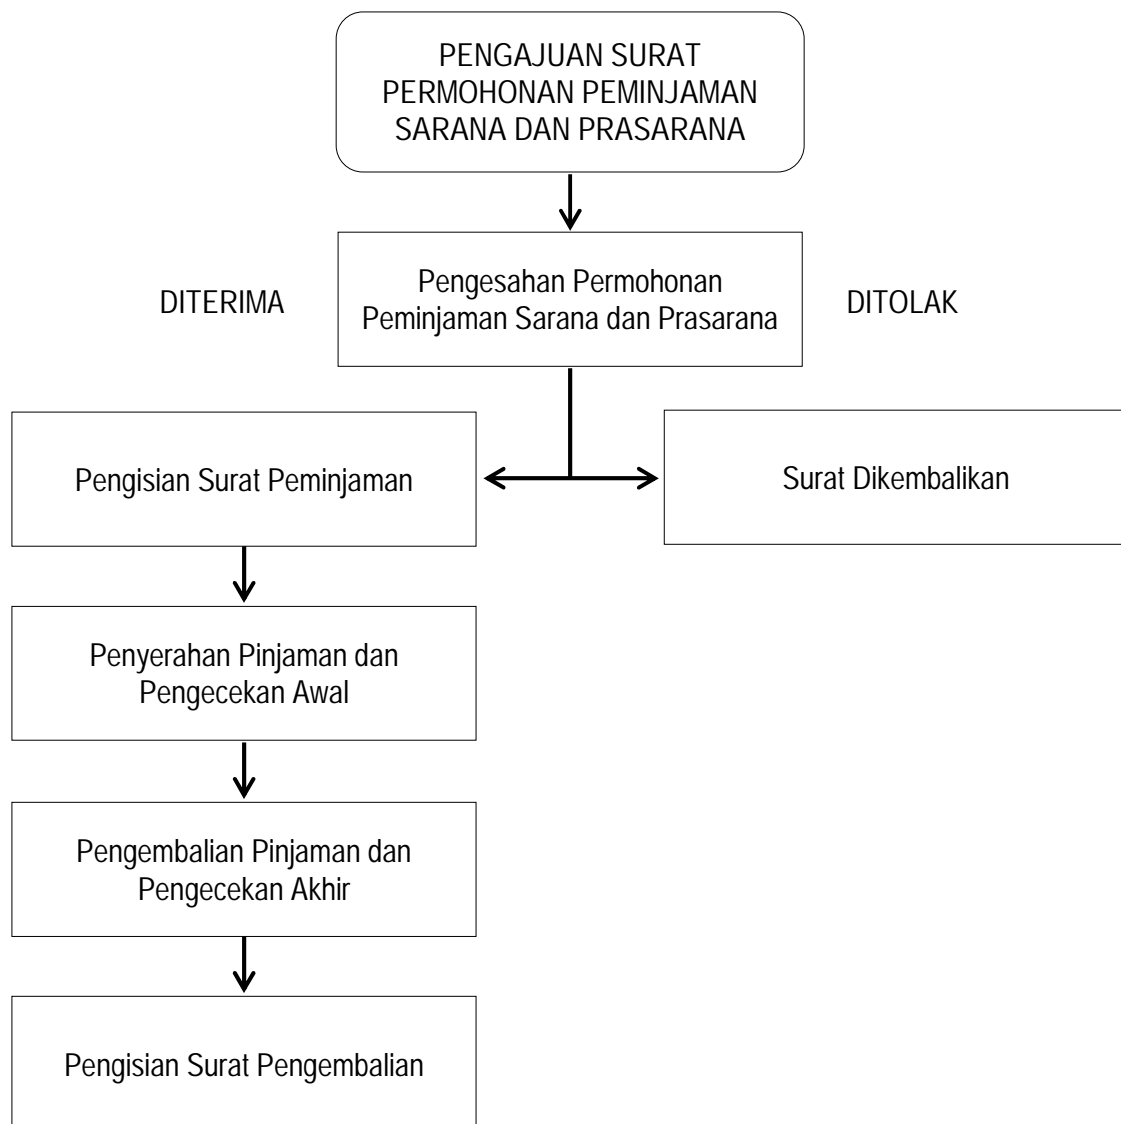 PENGAJUAN SURAT
PERMOHONAN PEMINJAMAN
SARANA DAN PRASARANA
Pengesahan Permohonan
Peminjaman Sarana dan Prasarana
DITERIMA
DITOLAK
Pengisian Surat Peminjaman
Surat Dikembalikan
Penyerahan Pinjaman dan
Pengecekan Awal
Pengembalian Pinjaman dan
Pengecekan Akhir
Pengisian Surat Pengembalian